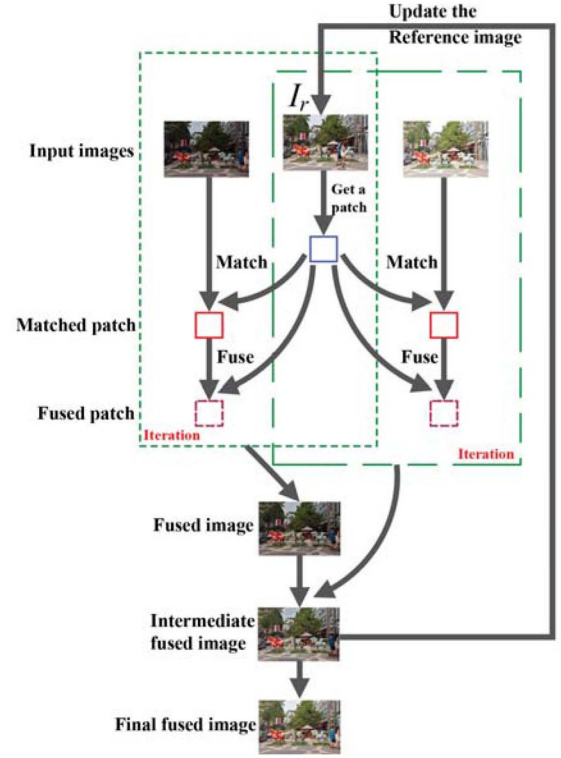 Update the
Reference image
I_r
Input images
Get a
patch
Match
Match
Matched patch
Fuse
Fuse
Fused patch
Iteration
Iteration
Fused image
Intermediate
fused image
Final fused image